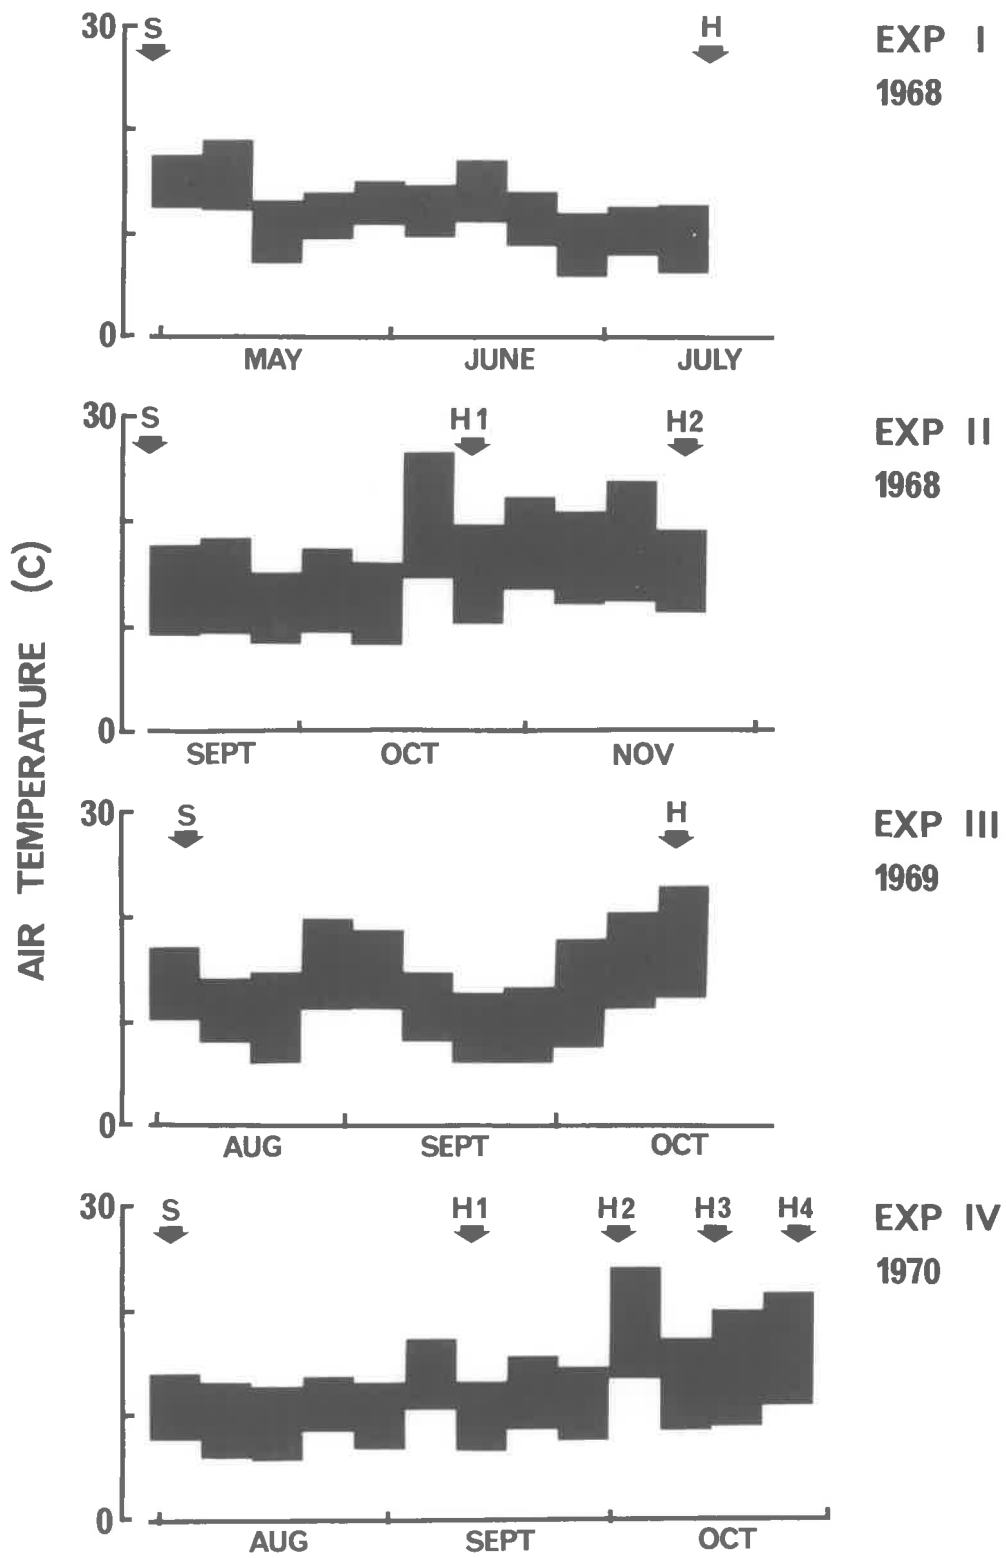 AIR TEMPERATURE (C)
30
S
H
EXP I
1968
0
MAY JUNE JULY
30
S
H1
H2
EXP II
1968
0
SEPT OCT NOV
30
S
H
EXP III
1969
0
AUG SEPT OCT
30
S
H1
H2
H3
H4
EXP IV
1970
0
AUG SEPT OCT